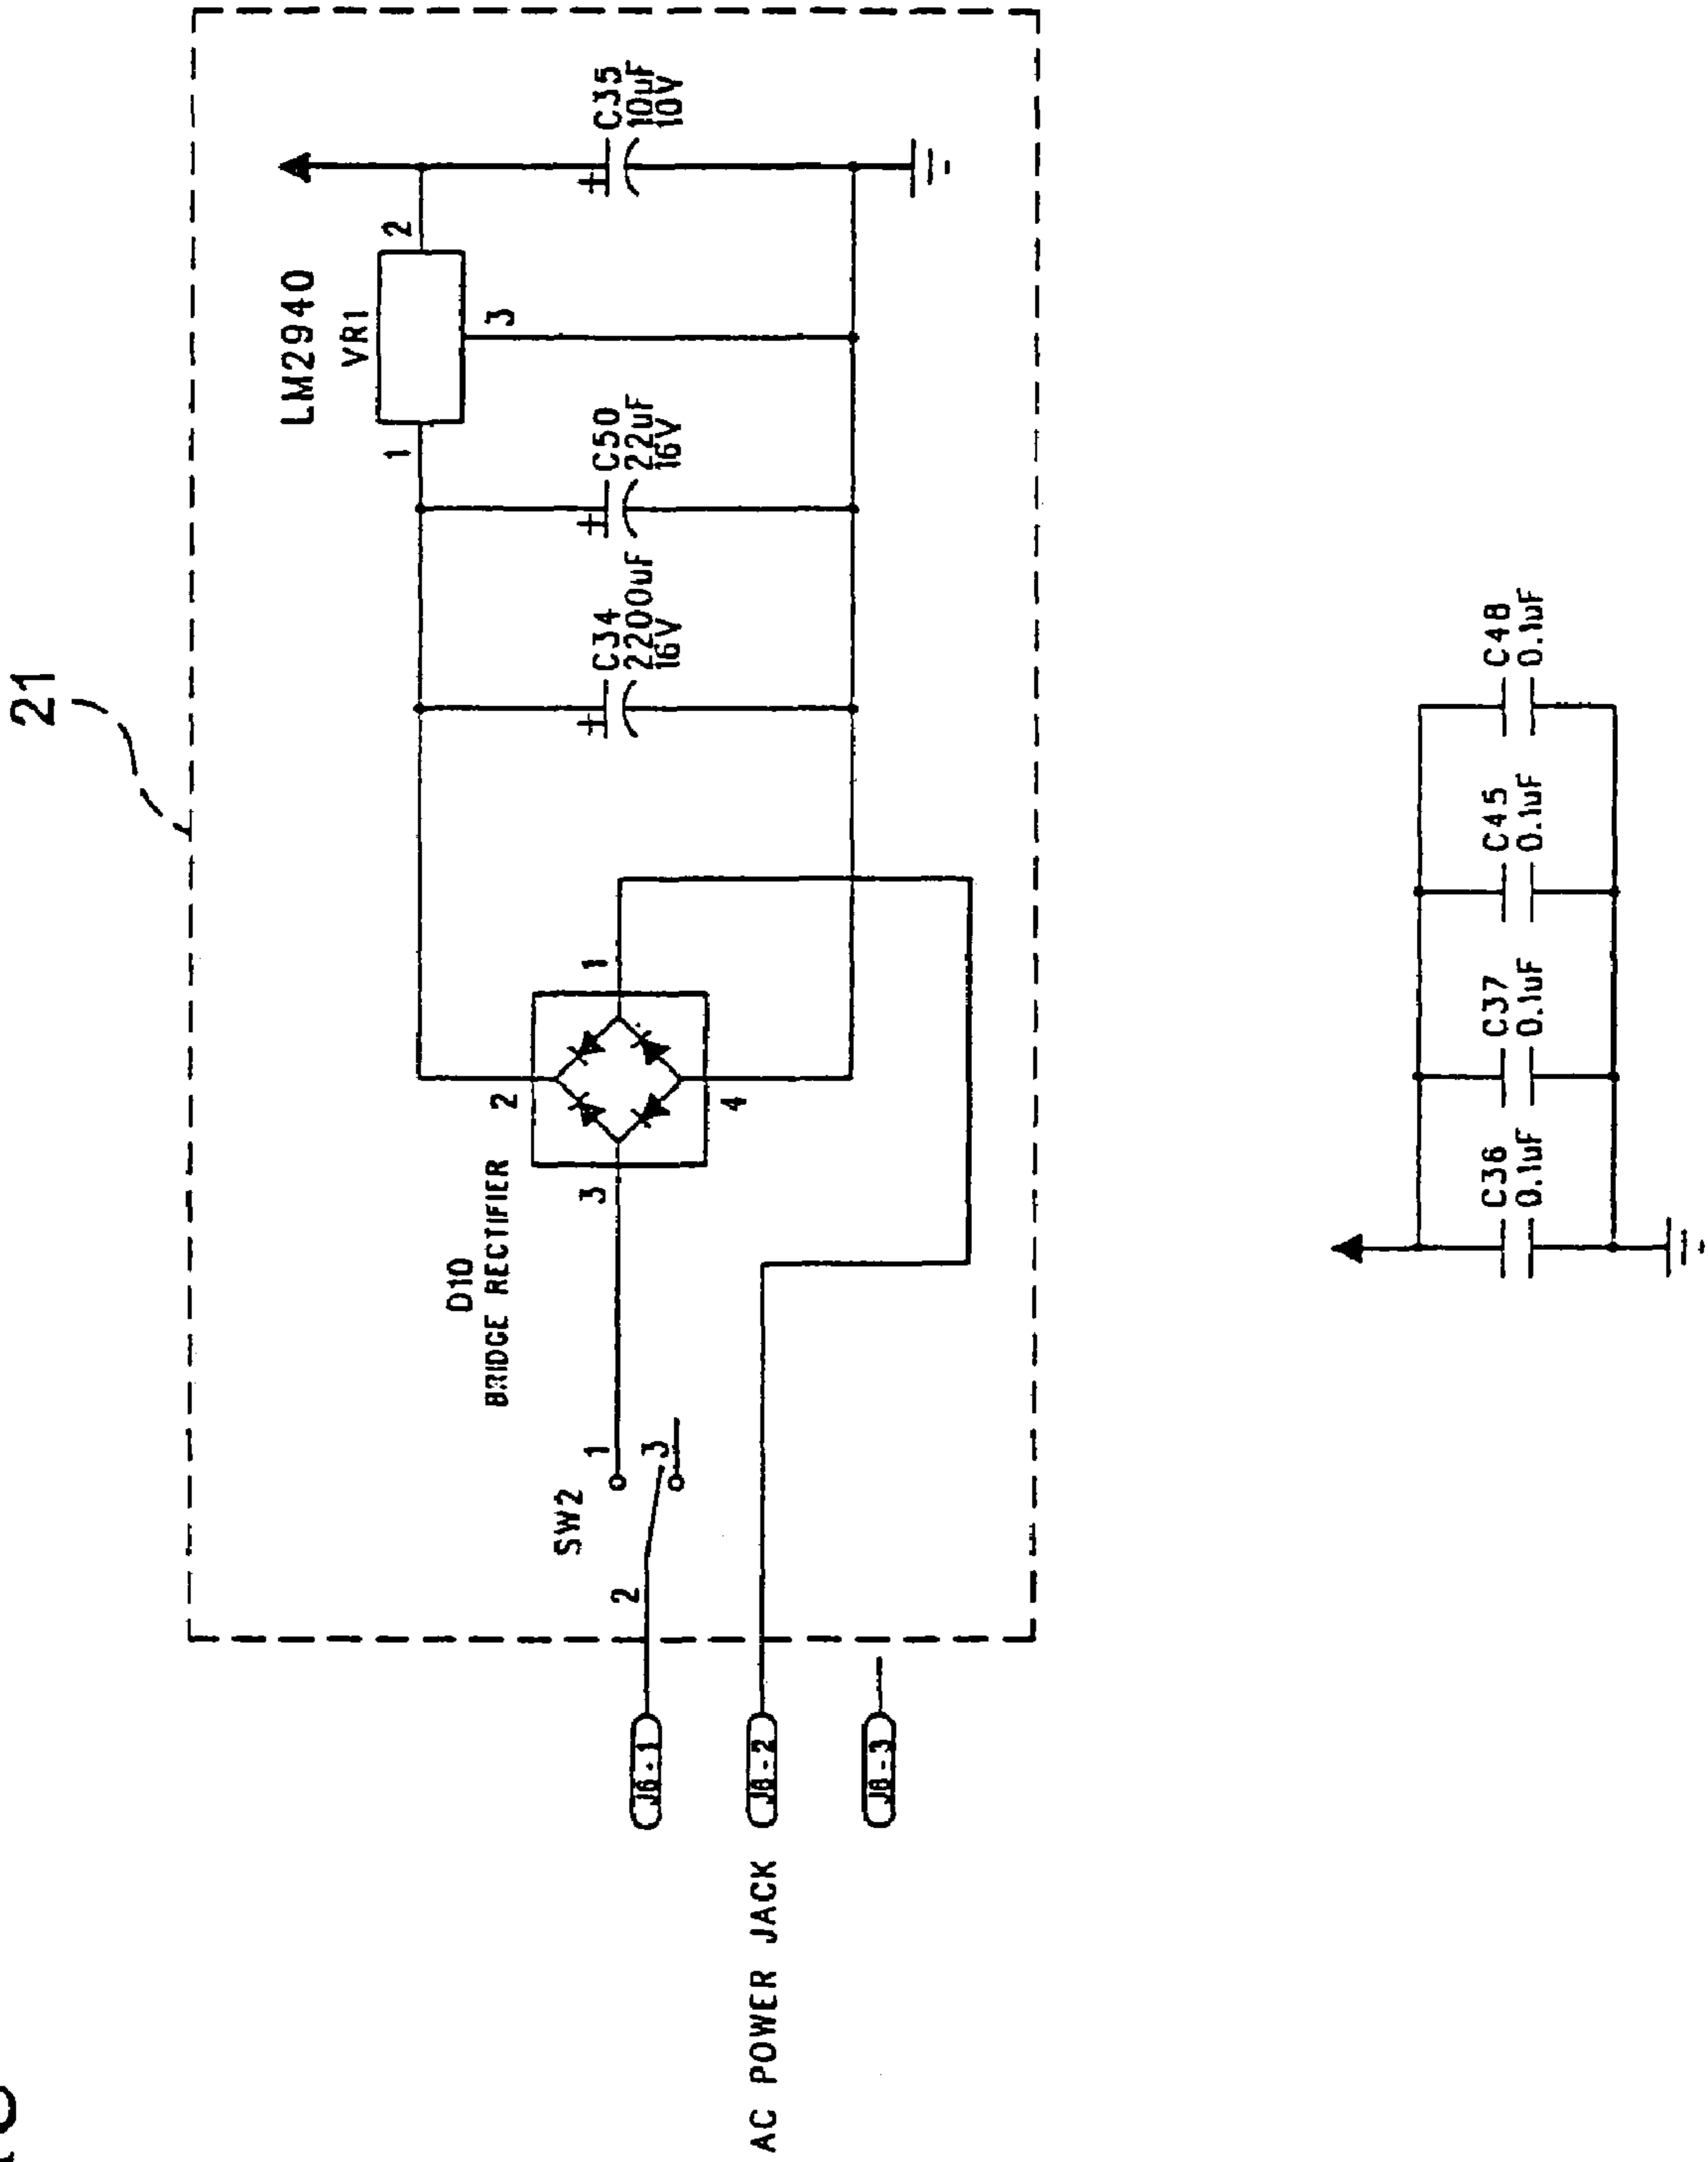 21
LM2940
VR1
1
2
3
C34
2200uF
16V
C50
22uF
16V
C35
10uF
10V
D10
BRIDGE RECTIFIER
2
1
3
4
SW2
1
2
3
J6-1
AC POWER JACK
J6-2
J6-3
C36
0.1uF
C37
0.1uF
C45
0.1uF
C48
0.1uF